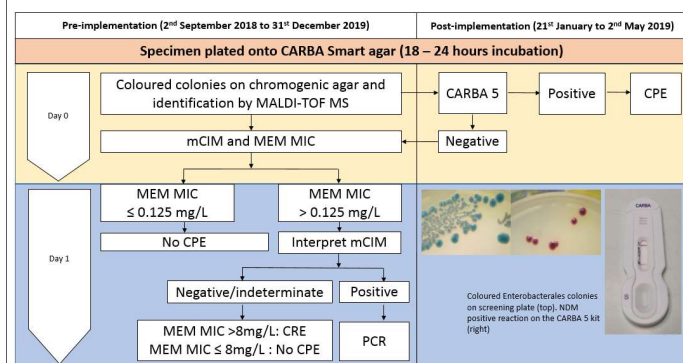 Pre-implementation (2nd September 2018 to 31st December 2019)
Post-implementation (21st January to 2nd May 2019)
Specimen plated onto CARBA Smart agar (18 – 24 hours incubation)
Day 0
Coloured colonies on chromogenic agar and
identification by MALDI-TOF MS
CARBA 5
Positive
CPE
mCIM and MEM MIC
Negative
Day 1
MEM MIC
≤ 0.125 mg/L
MEM MIC
> 0.125 mg/L
No CPE
Interpret mCIM
Negative/indeterminate
Positive
MEM MIC >8mg/L: CRE
MEM MIC ≤ 8mg/L : No CPE
PCR
Coloured Enterobacterales colonies
on screening plate (top). NDM
positive reaction on the CARBA 5 kit
(right)
CARBA
S